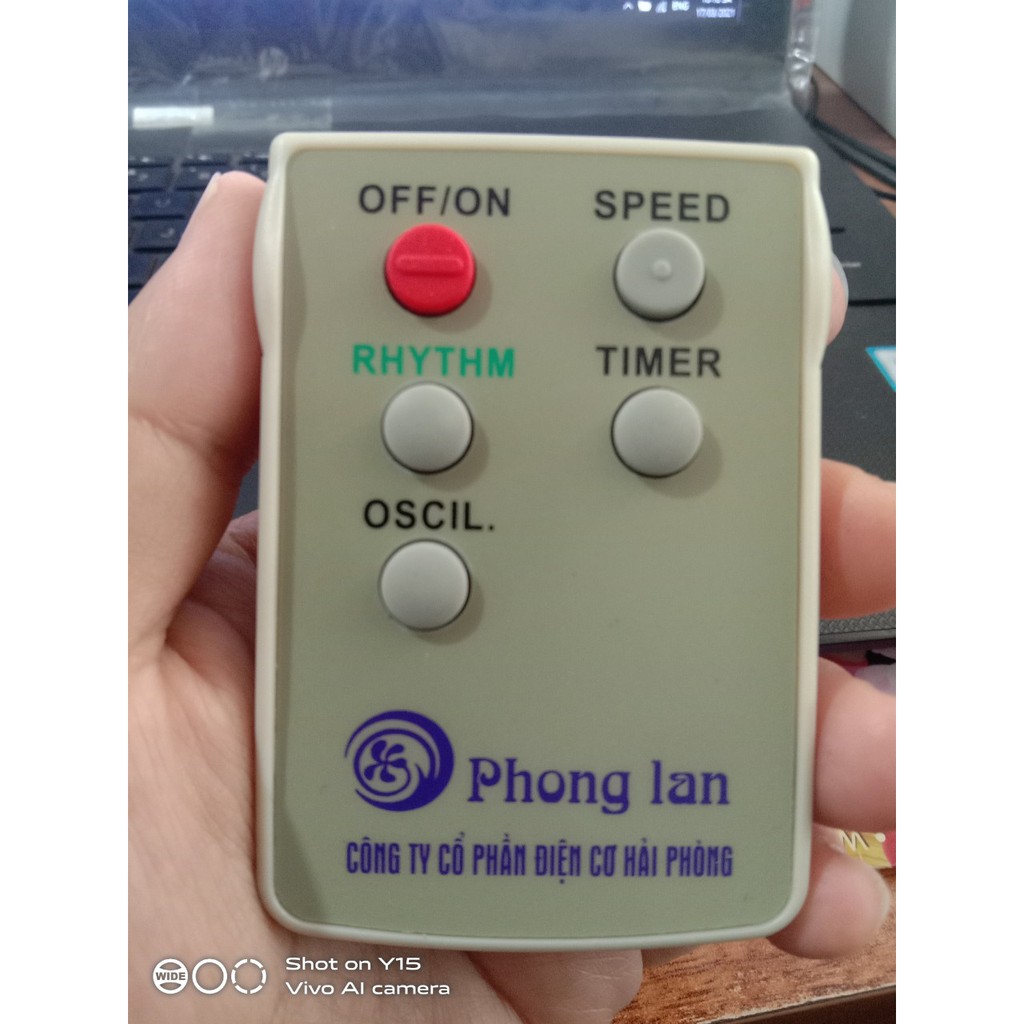 OFF/ON
SPEED
RHYTHM
TIMER
OSCIL.
Phong lan
CÔNG TY CỔ PHẦN ĐIỆN CƠ HẢI PHÒNG
WIDE
Shot on Y15
Vivo AI camera